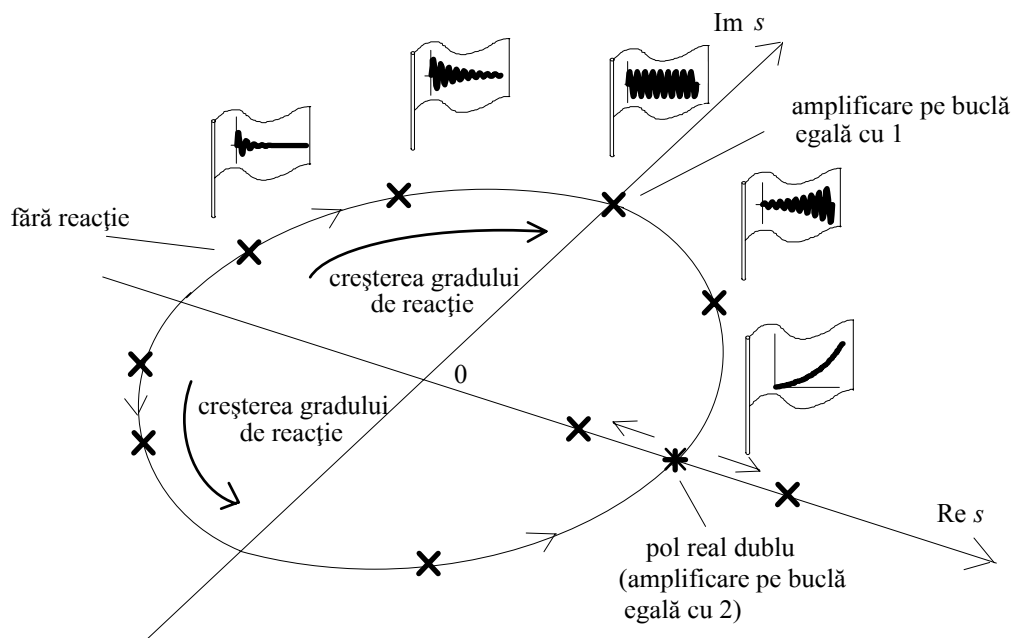 Im s
amplificare pe buclă
egală cu 1
fără reacţie
creşterea gradului
de reacţie
0
creşterea gradului
de reacţie
Re s
pol real dublu
(amplificare pe buclă
egală cu 2)